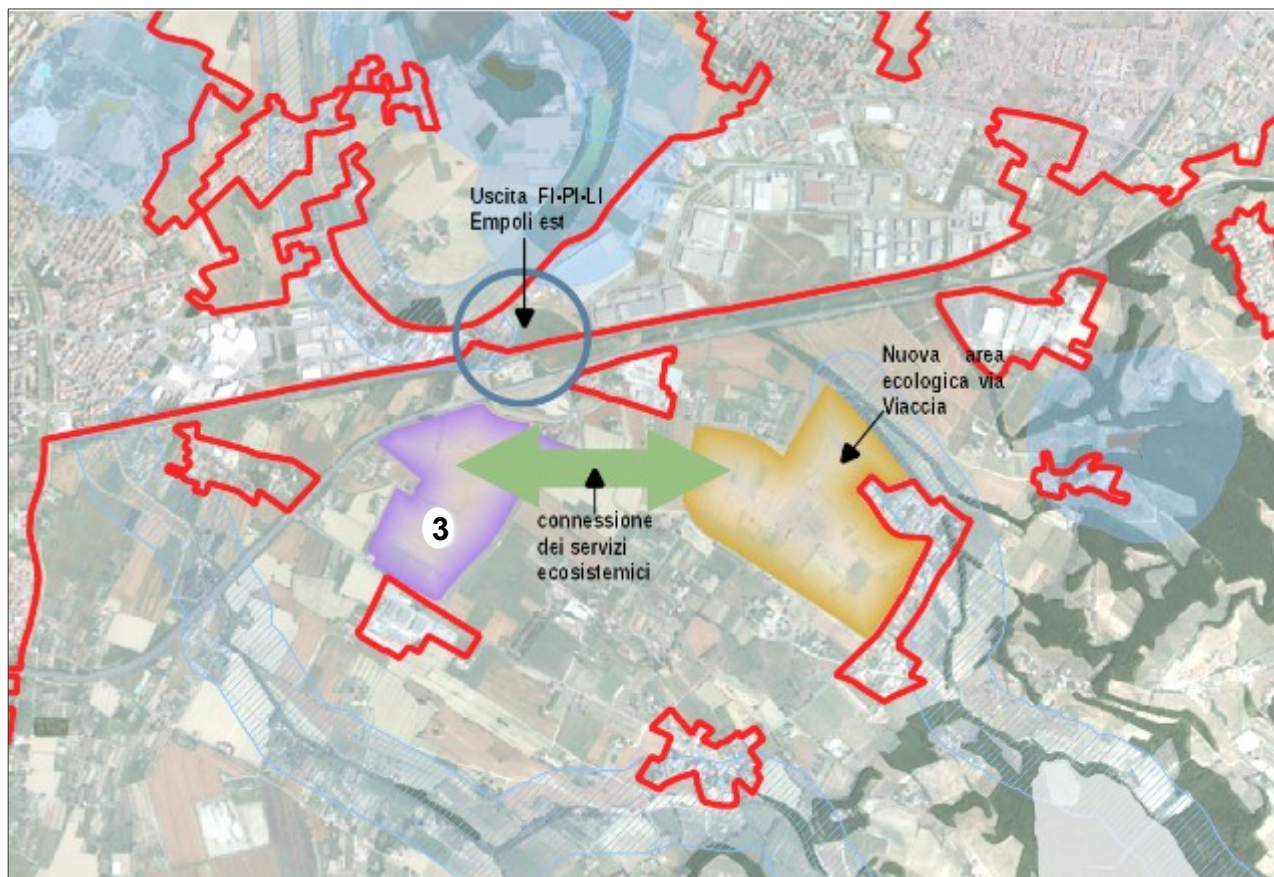 Uscita FI-PI-LI
Empoli est
Nuova area
ecologica via
Viaccia
3
connessione
dei servizi
ecosistemici